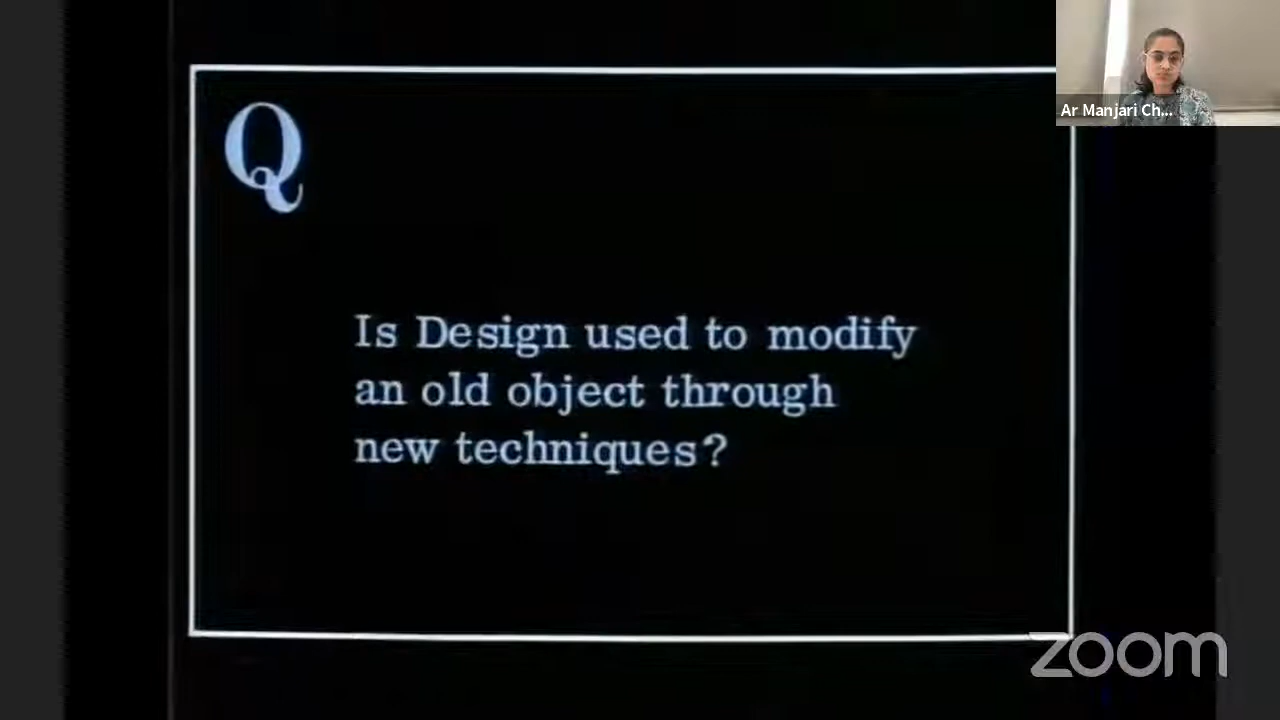 Ar Manjari Ch...
Q
Is Design used to modify
an old object through
new techniques?
zoom